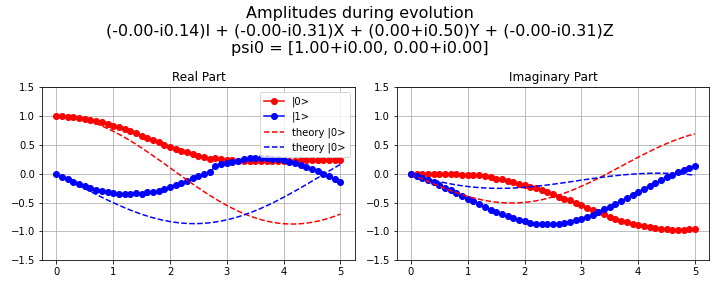 Amplitudes during evolution
(-0.00-i0.14)I + (-0.00-i0.31)X + (0.00+i0.50)Y + (-0.00-i0.31)Z
psi0 = [1.00+i0.00, 0.00+i0.00]
Real Part
Imaginary Part
|0>
|1>
theory |0>
theory |0>
1.5
1.0
0.5
0.0
−0.5
−1.0
−1.5
0 1 2 3 4 5
1.5
1.0
0.5
0.0
−0.5
−1.0
−1.5
0 1 2 3 4 5